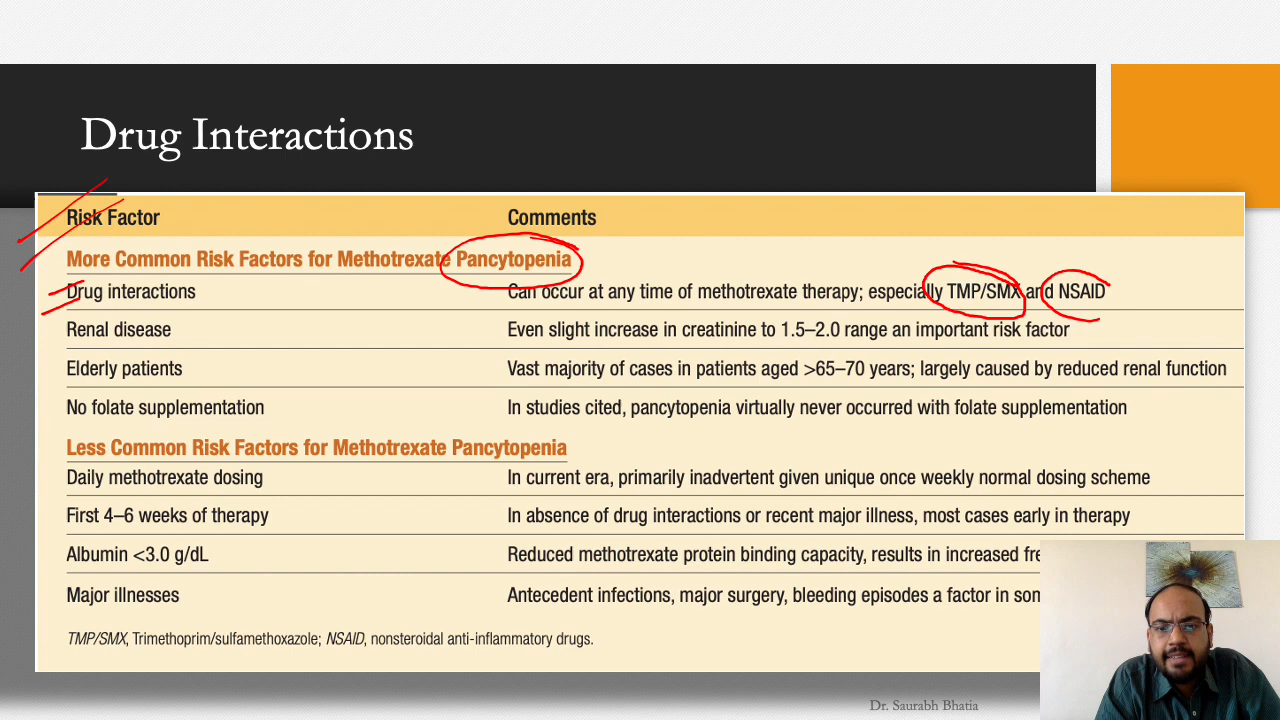 Drug Interactions
Risk Factor Comments
More Common Risk Factors for Methotrexate Pancytopenia
Drug interactions Can occur at any time of methotrexate therapy; especially TMP/SMX and NSAID
Renal disease Even slight increase in creatinine to 1.5–2.0 range an important risk factor
Elderly patients Vast majority of cases in patients aged >65–70 years; largely caused by reduced renal function
No folate supplementation In studies cited, pancytopenia virtually never occurred with folate supplementation
Less Common Risk Factors for Methotrexate Pancytopenia
Daily methotrexate dosing In current era, primarily inadvertent given unique once weekly normal dosing scheme
First 4–6 weeks of therapy In absence of drug interactions or recent major illness, most cases early in therapy
Albumin <3.0 g/dL Reduced methotrexate protein binding capacity, results in increased
Major illnesses Antecedent infections, major surgery, bleeding episodes a factor in
TMP/SMX, Trimethoprim/sulfamethoxazole; NSAID, nonsteroidal anti-inflammatory drugs.
Dr. Saurabh Bhatia